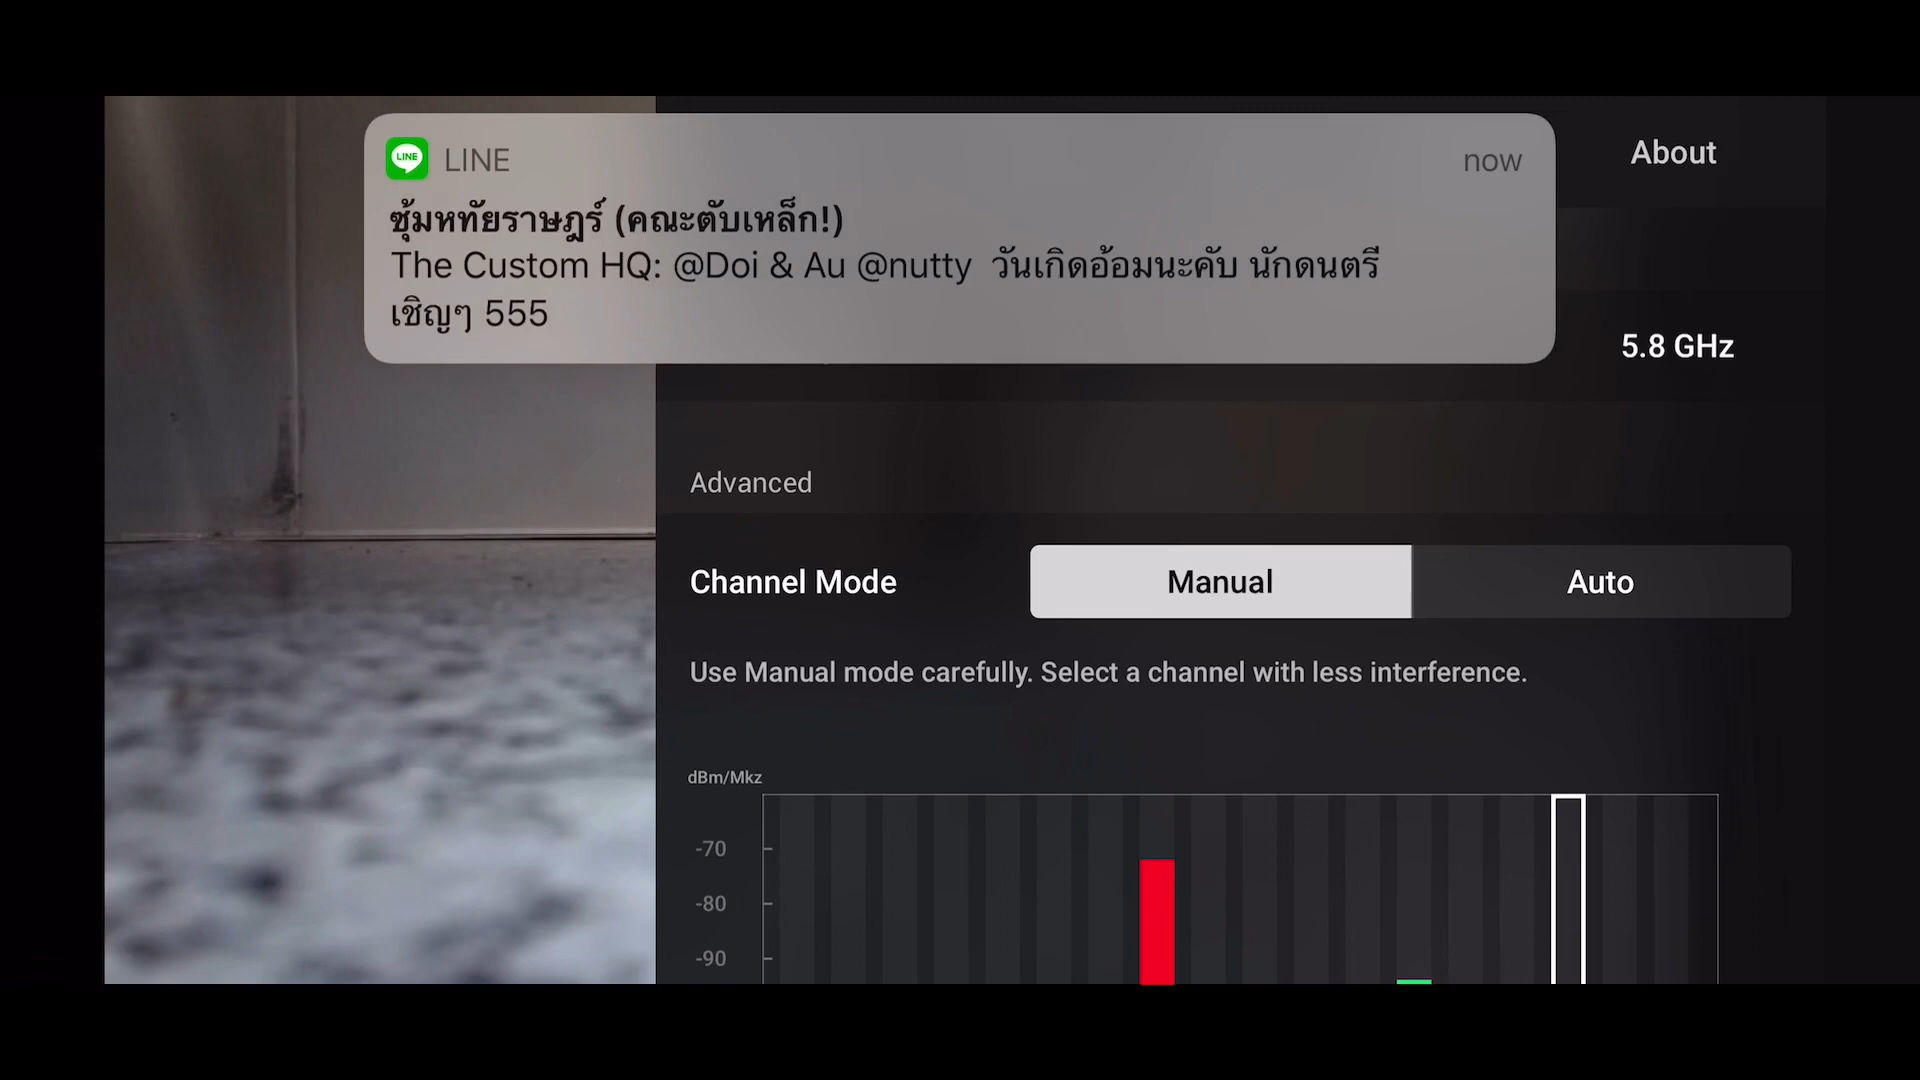 LINE
LINE
now
About
ซุ้มหทัยราษฎร์ (คณะตับเหล็ก!)
The Custom HQ: @Doi & Au @nutty วันเกิดอ้อมนะคับ นักดนตรี
เชิญๆ 555
5.8 GHz
Advanced
Channel Mode
Manual
Auto
Use Manual mode carefully. Select a channel with less interference.
dBm/Mkz
-70
-80
-90